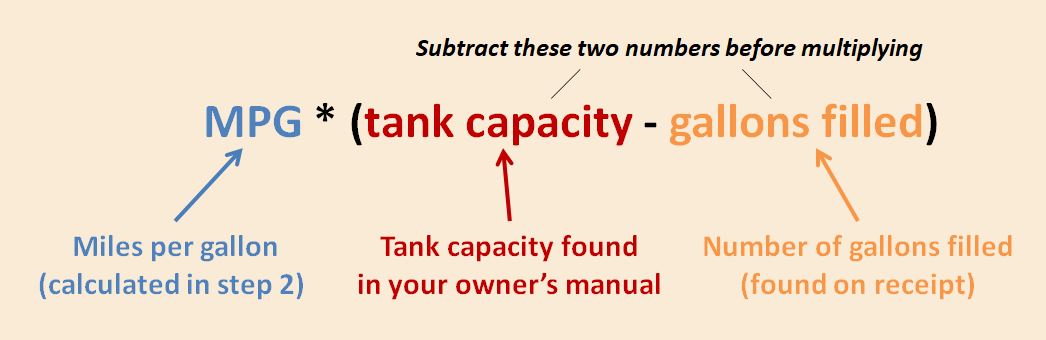 Subtract these two numbers before multiplying
MPG * (tank capacity - gallons filled)
Miles per gallon
(calculated in step 2)
Tank capacity found
in your owner's manual
Number of gallons filled
(found on receipt)